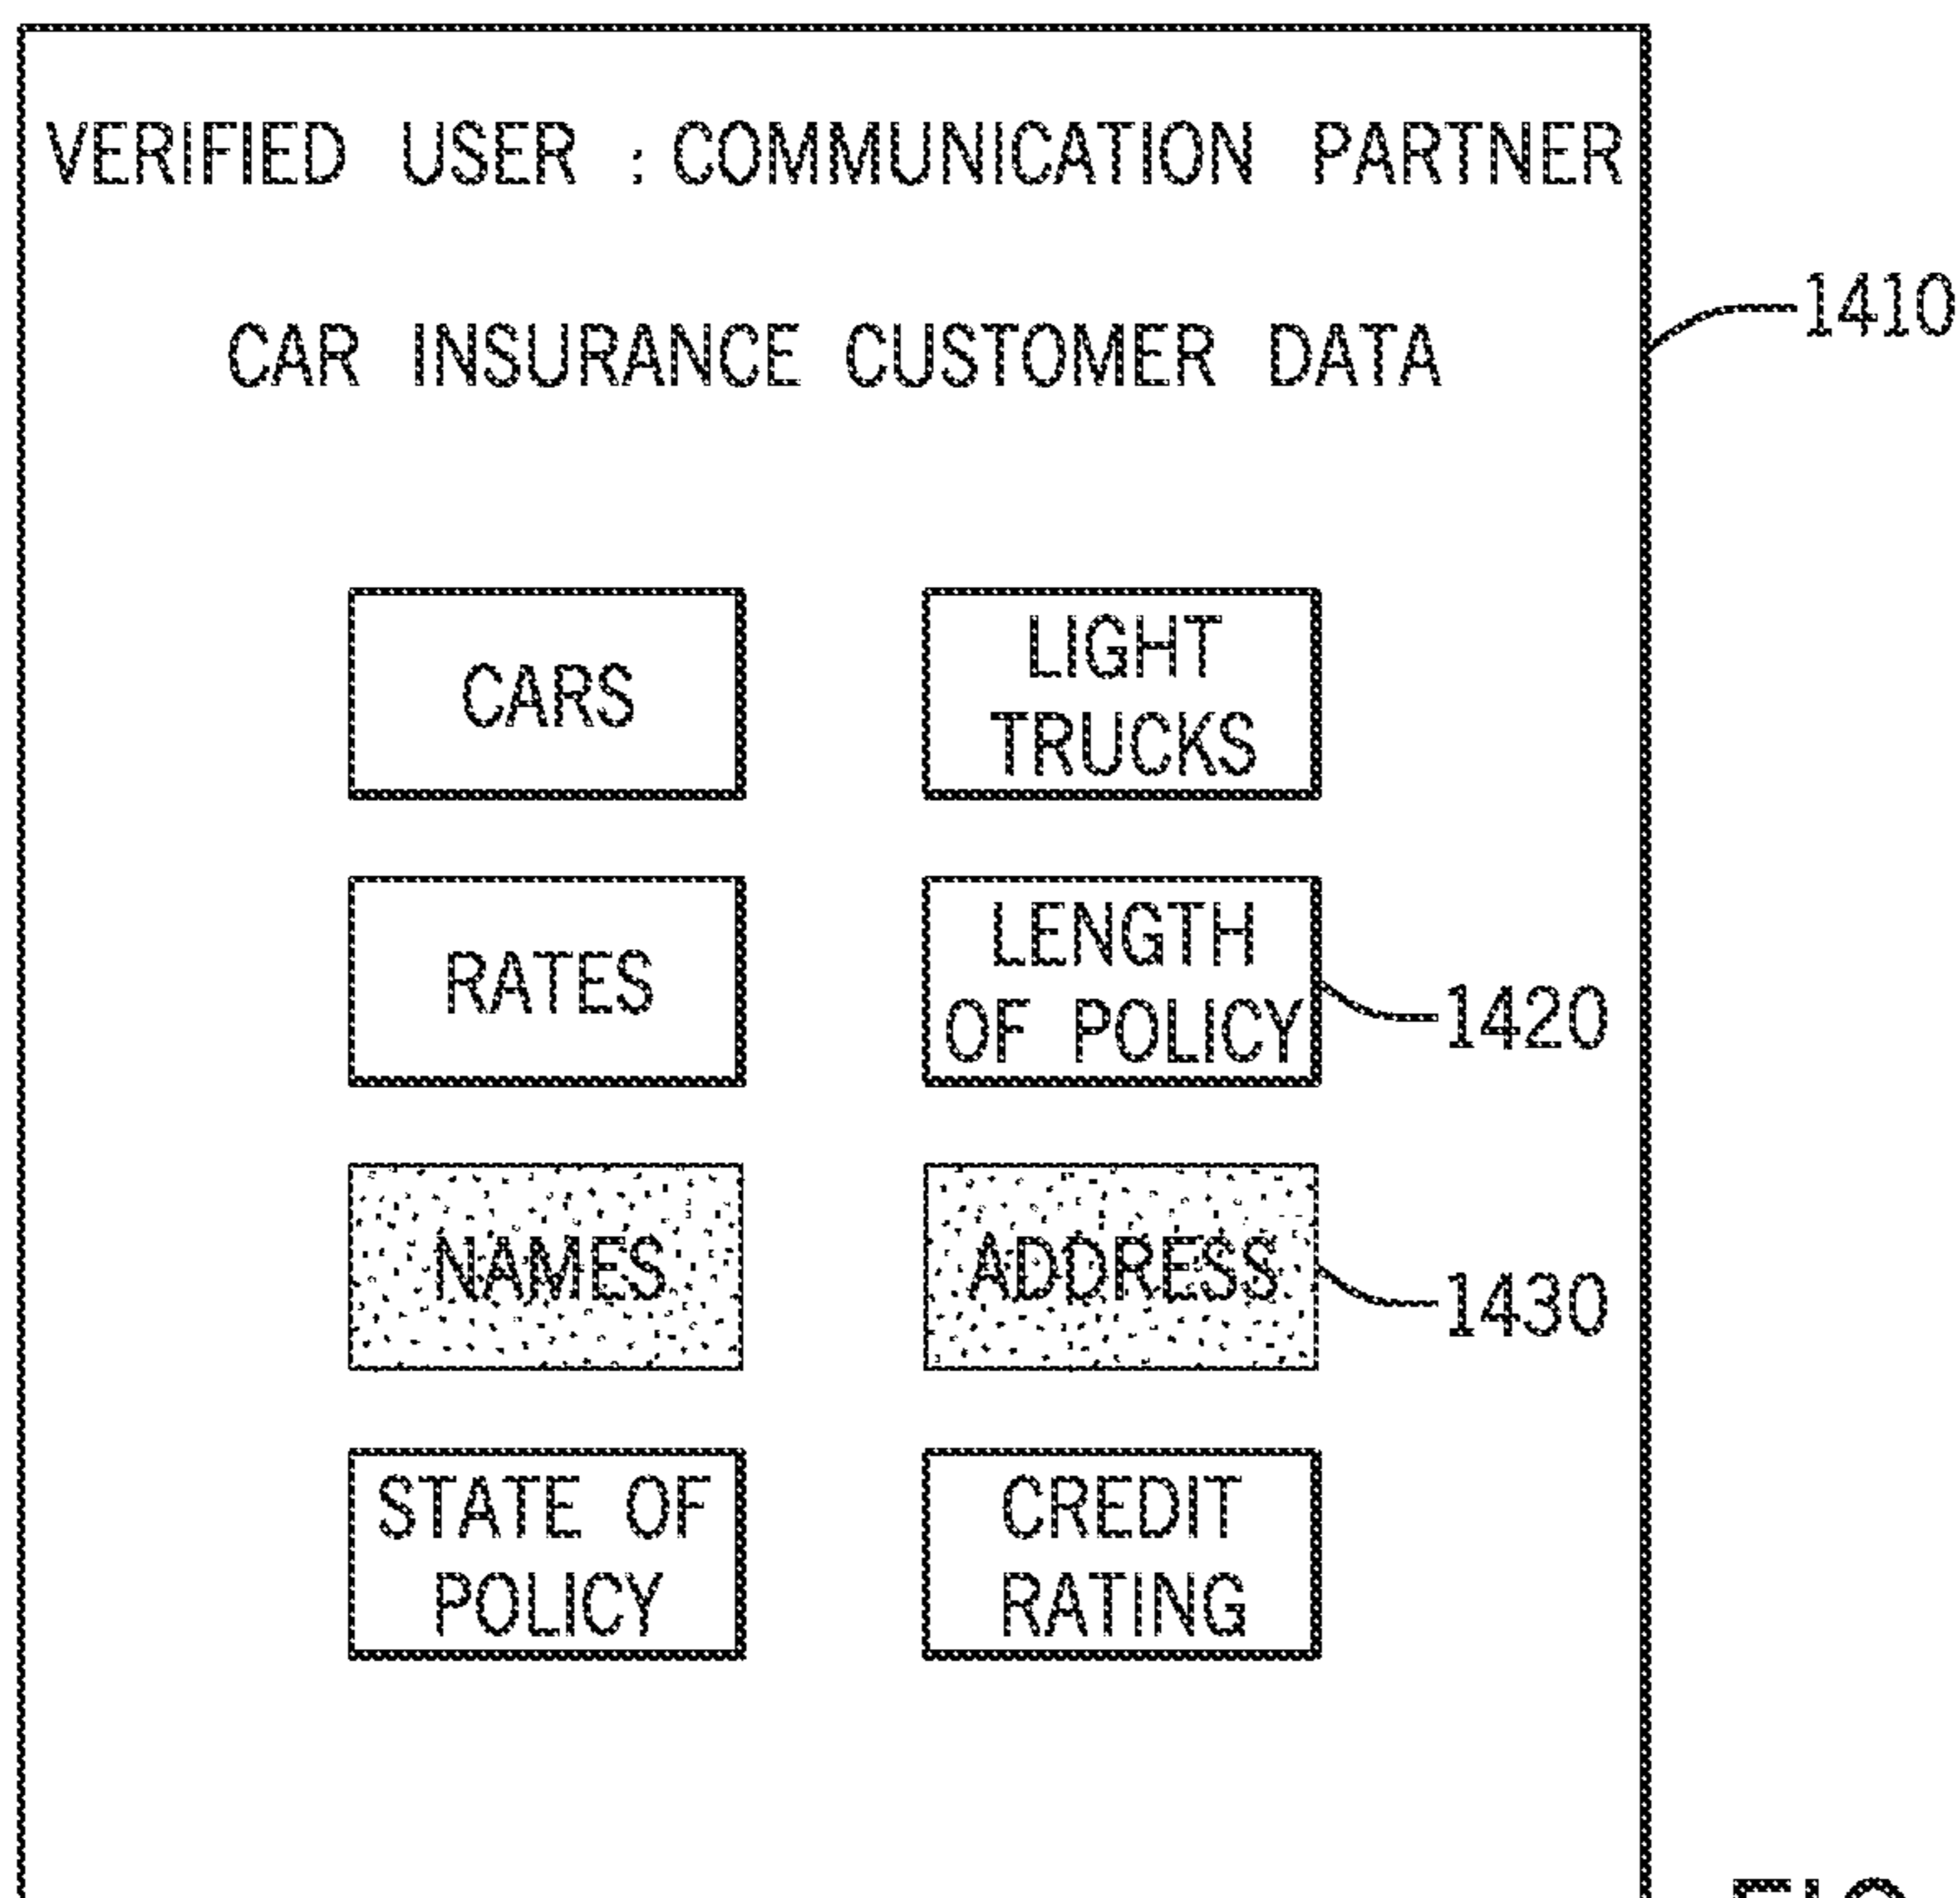 VERIFIED USER : COMMUNICATION PARTNER
CAR INSURANCE CUSTOMER DATA
1410
CARS
LIGHT
TRUCKS
RATES
LENGTH
OF POLICY
1420
NAMES
ADDRESS
1430
STATE OF
POLICY
CREDIT
RATING